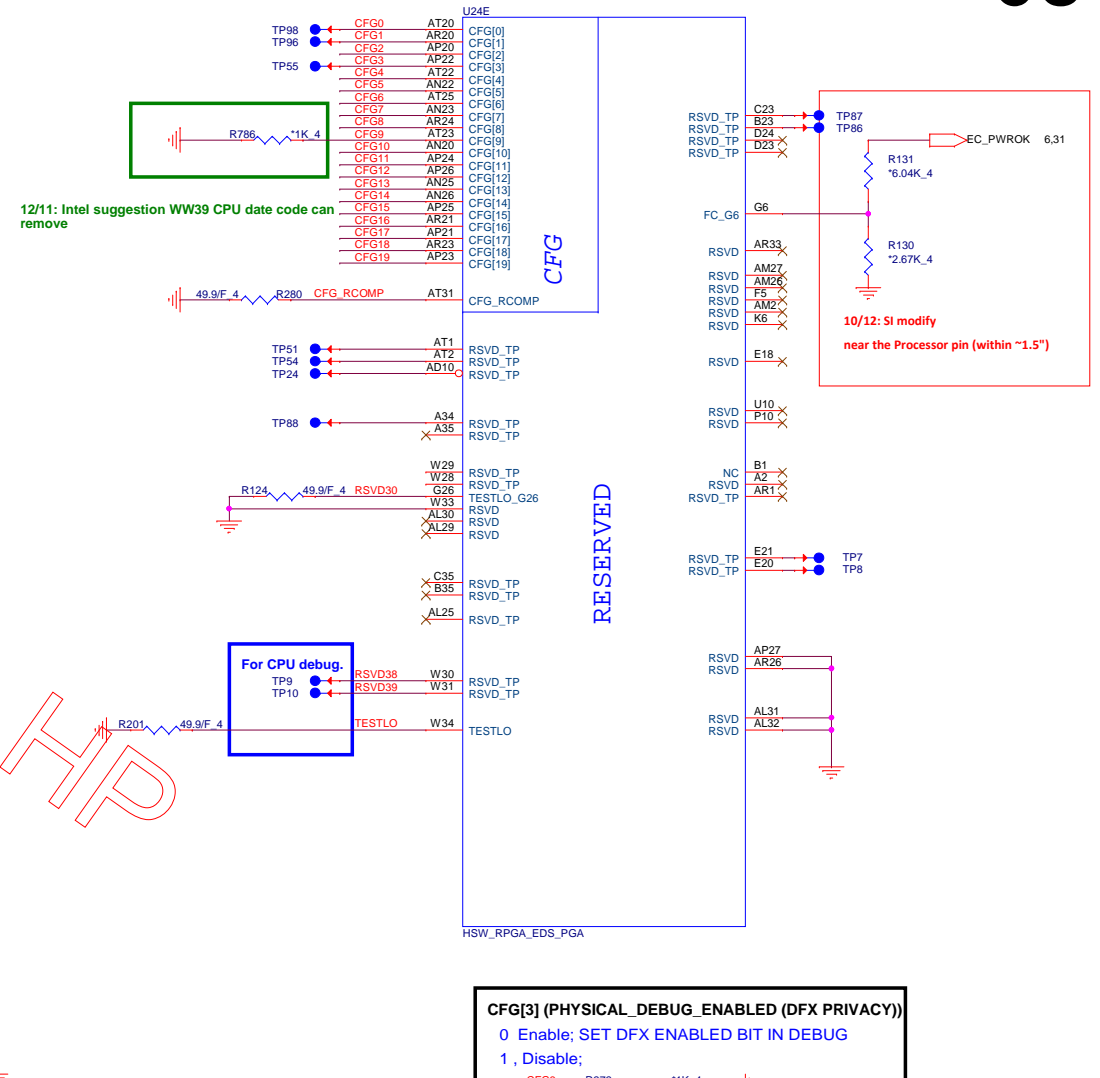 U24E
TP98 CFG0 AT20 CFG[0]
TP96 CFG1 AR20 CFG[1]
CFG2 AP20 CFG[2]
TP55 CFG3 AP22 CFG[3]
CFG4 AT22 CFG[4]
CFG5 AN22 CFG[5]
CFG6 AT25 CFG[6]
CFG7 AN23 CFG[7]
CFG8 AR24 CFG[8]
R786 *1K_4 CFG9 AT23 CFG[9]
CFG10 AN20 CFG[10]
CFG11 AP24 CFG[11]
CFG12 AP26 CFG[12]
CFG13 AN25 CFG[13]
CFG14 AN26 CFG[14]
CFG15 AP25 CFG[15]
CFG16 AR21 CFG[16]
CFG17 AP21 CFG[17]
CFG18 AR23 CFG[18]
CFG19 AP23 CFG[19]
12/11: Intel suggestion WW39 CPU date code can
remove
CFG
49.9/F_4 R280 CFG_RCOMP AT31 CFG_RCOMP
TP51 AT1 RSVD_TP
TP54 AT2 RSVD_TP
TP24 AD10 RSVD_TP
TP88 A34 RSVD_TP
A35 RSVD_TP
W29 RSVD_TP
W28 RSVD_TP
R124 49.9/F_4 RSVD30 G26 TESTLO_G26
W33 RSVD
AL30 RSVD
AL29 RSVD
C35 RSVD_TP
B35 RSVD_TP
AL25 RSVD_TP
For CPU debug.
TP9 RSVD38 W30 RSVD_TP
TP10 RSVD39 W31 RSVD_TP
R201 49.9/F_4 TESTLO W34 TESTLO
RESERVED
RSVD_TP C23 TP87
RSVD_TP B23 TP86
RSVD_TP D24
RSVD_TP D23
EC_PWROK 6,31
R131
*6.04K_4
FC_G6 G6
R130
*2.67K_4
10/12: SI modify
near the Processor pin (within ~1.5")
RSVD AR33
RSVD AM27
RSVD AM26
RSVD F5
RSVD AM2
RSVD K6
RSVD E18
RSVD U10
RSVD P10
NC B1
RSVD A2
RSVD_TP AR1
RSVD_TP E21 TP7
RSVD_TP E20 TP8
RSVD AP27
RSVD AR26
RSVD AL31
RSVD AL32
HSW_RPGA_EDS_PGA
HP
CFG[3] (PHYSICAL_DEBUG_ENABLED (DFX PRIVACY))
0 Enable; SET DFX ENABLED BIT IN DEBUG
1 , Disable;